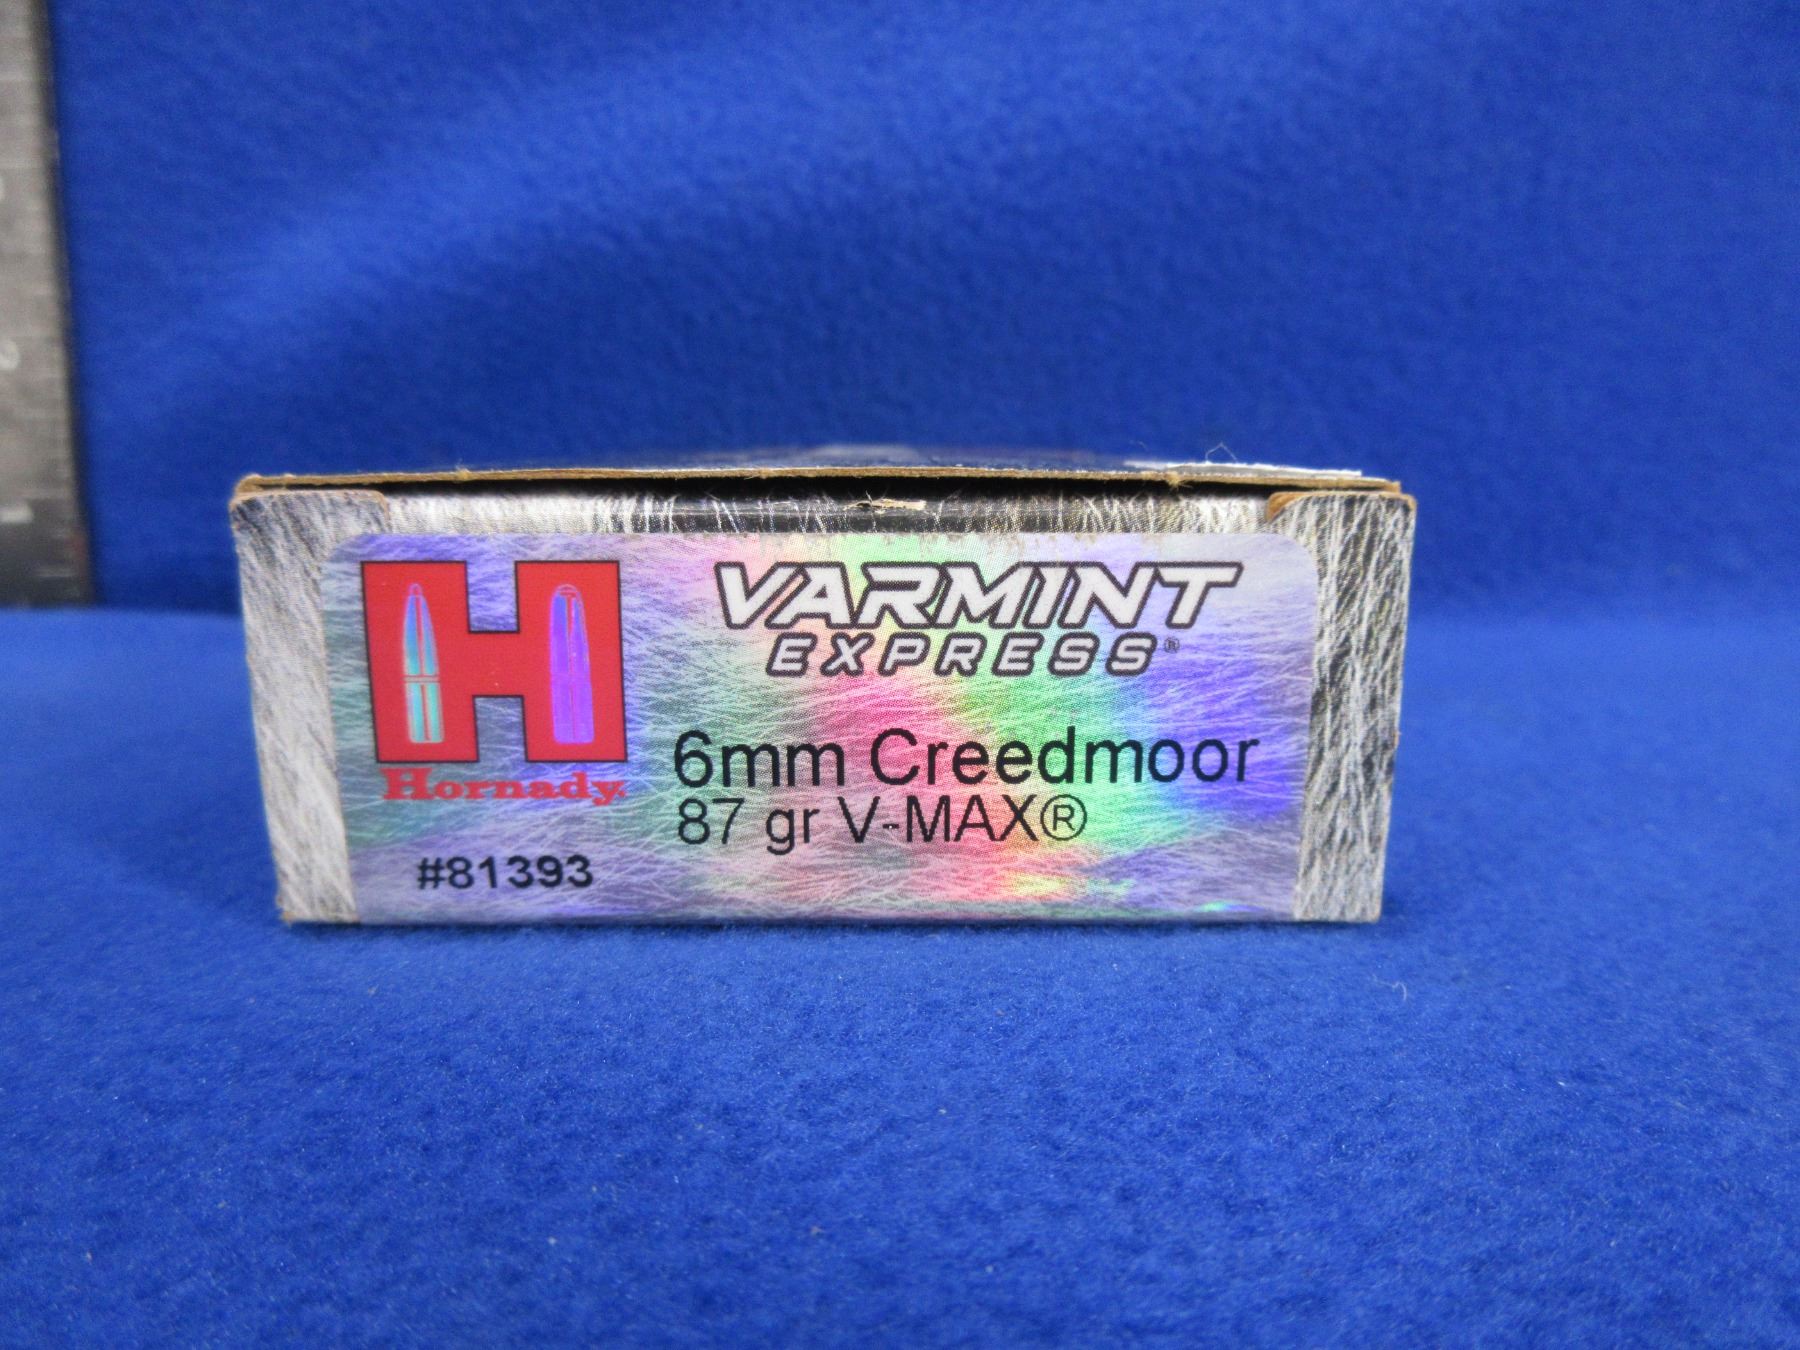 H
Hornady
VARMINT
EXPRESS®
6mm Creedmoor
87 gr V-MAX®
#81393